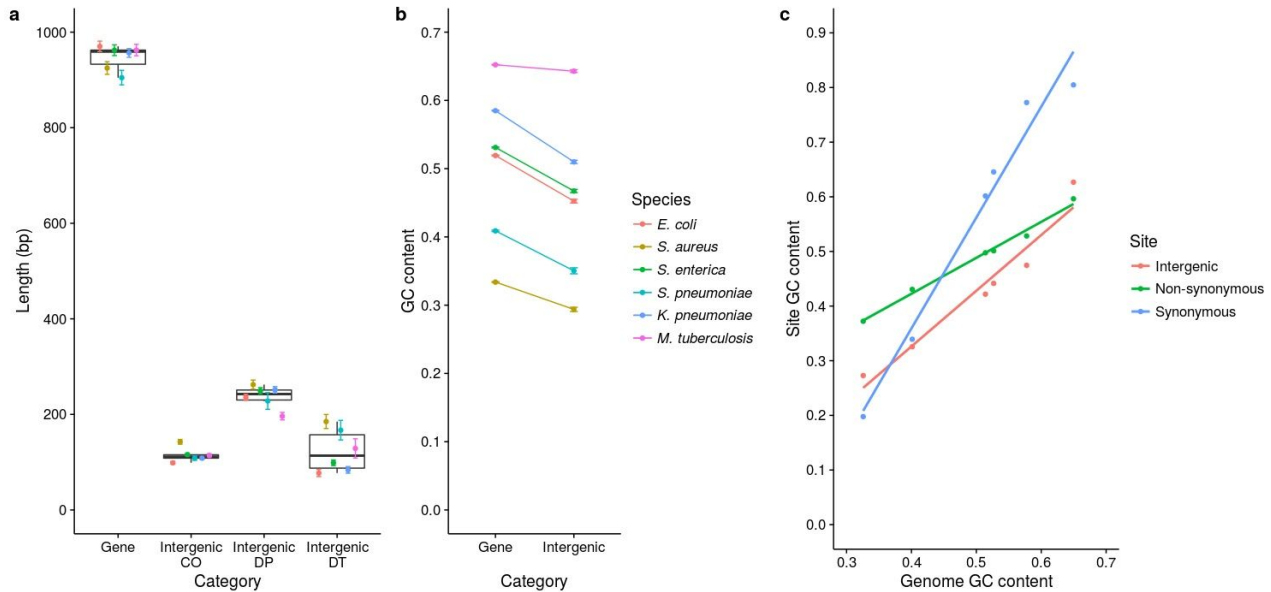 a
1000
800
600
400
200
0
Length (bp)
Gene
Intergenic
CO
Intergenic
DP
Intergenic
DT
Category
b
0.7
0.6
0.5
0.4
0.3
0.2
0.1
0.0
GC content
Gene
Intergenic
Category
Species
E. coli
S. aureus
S. enterica
S. pneumoniae
K. pneumoniae
M. tuberculosis
c
0.9
0.8
0.7
0.6
0.5
0.4
0.3
0.2
0.1
0.0
Site GC content
0.3
0.4
0.5
0.6
0.7
Genome GC content
Site
Intergenic
Non-synonymous
Synonymous